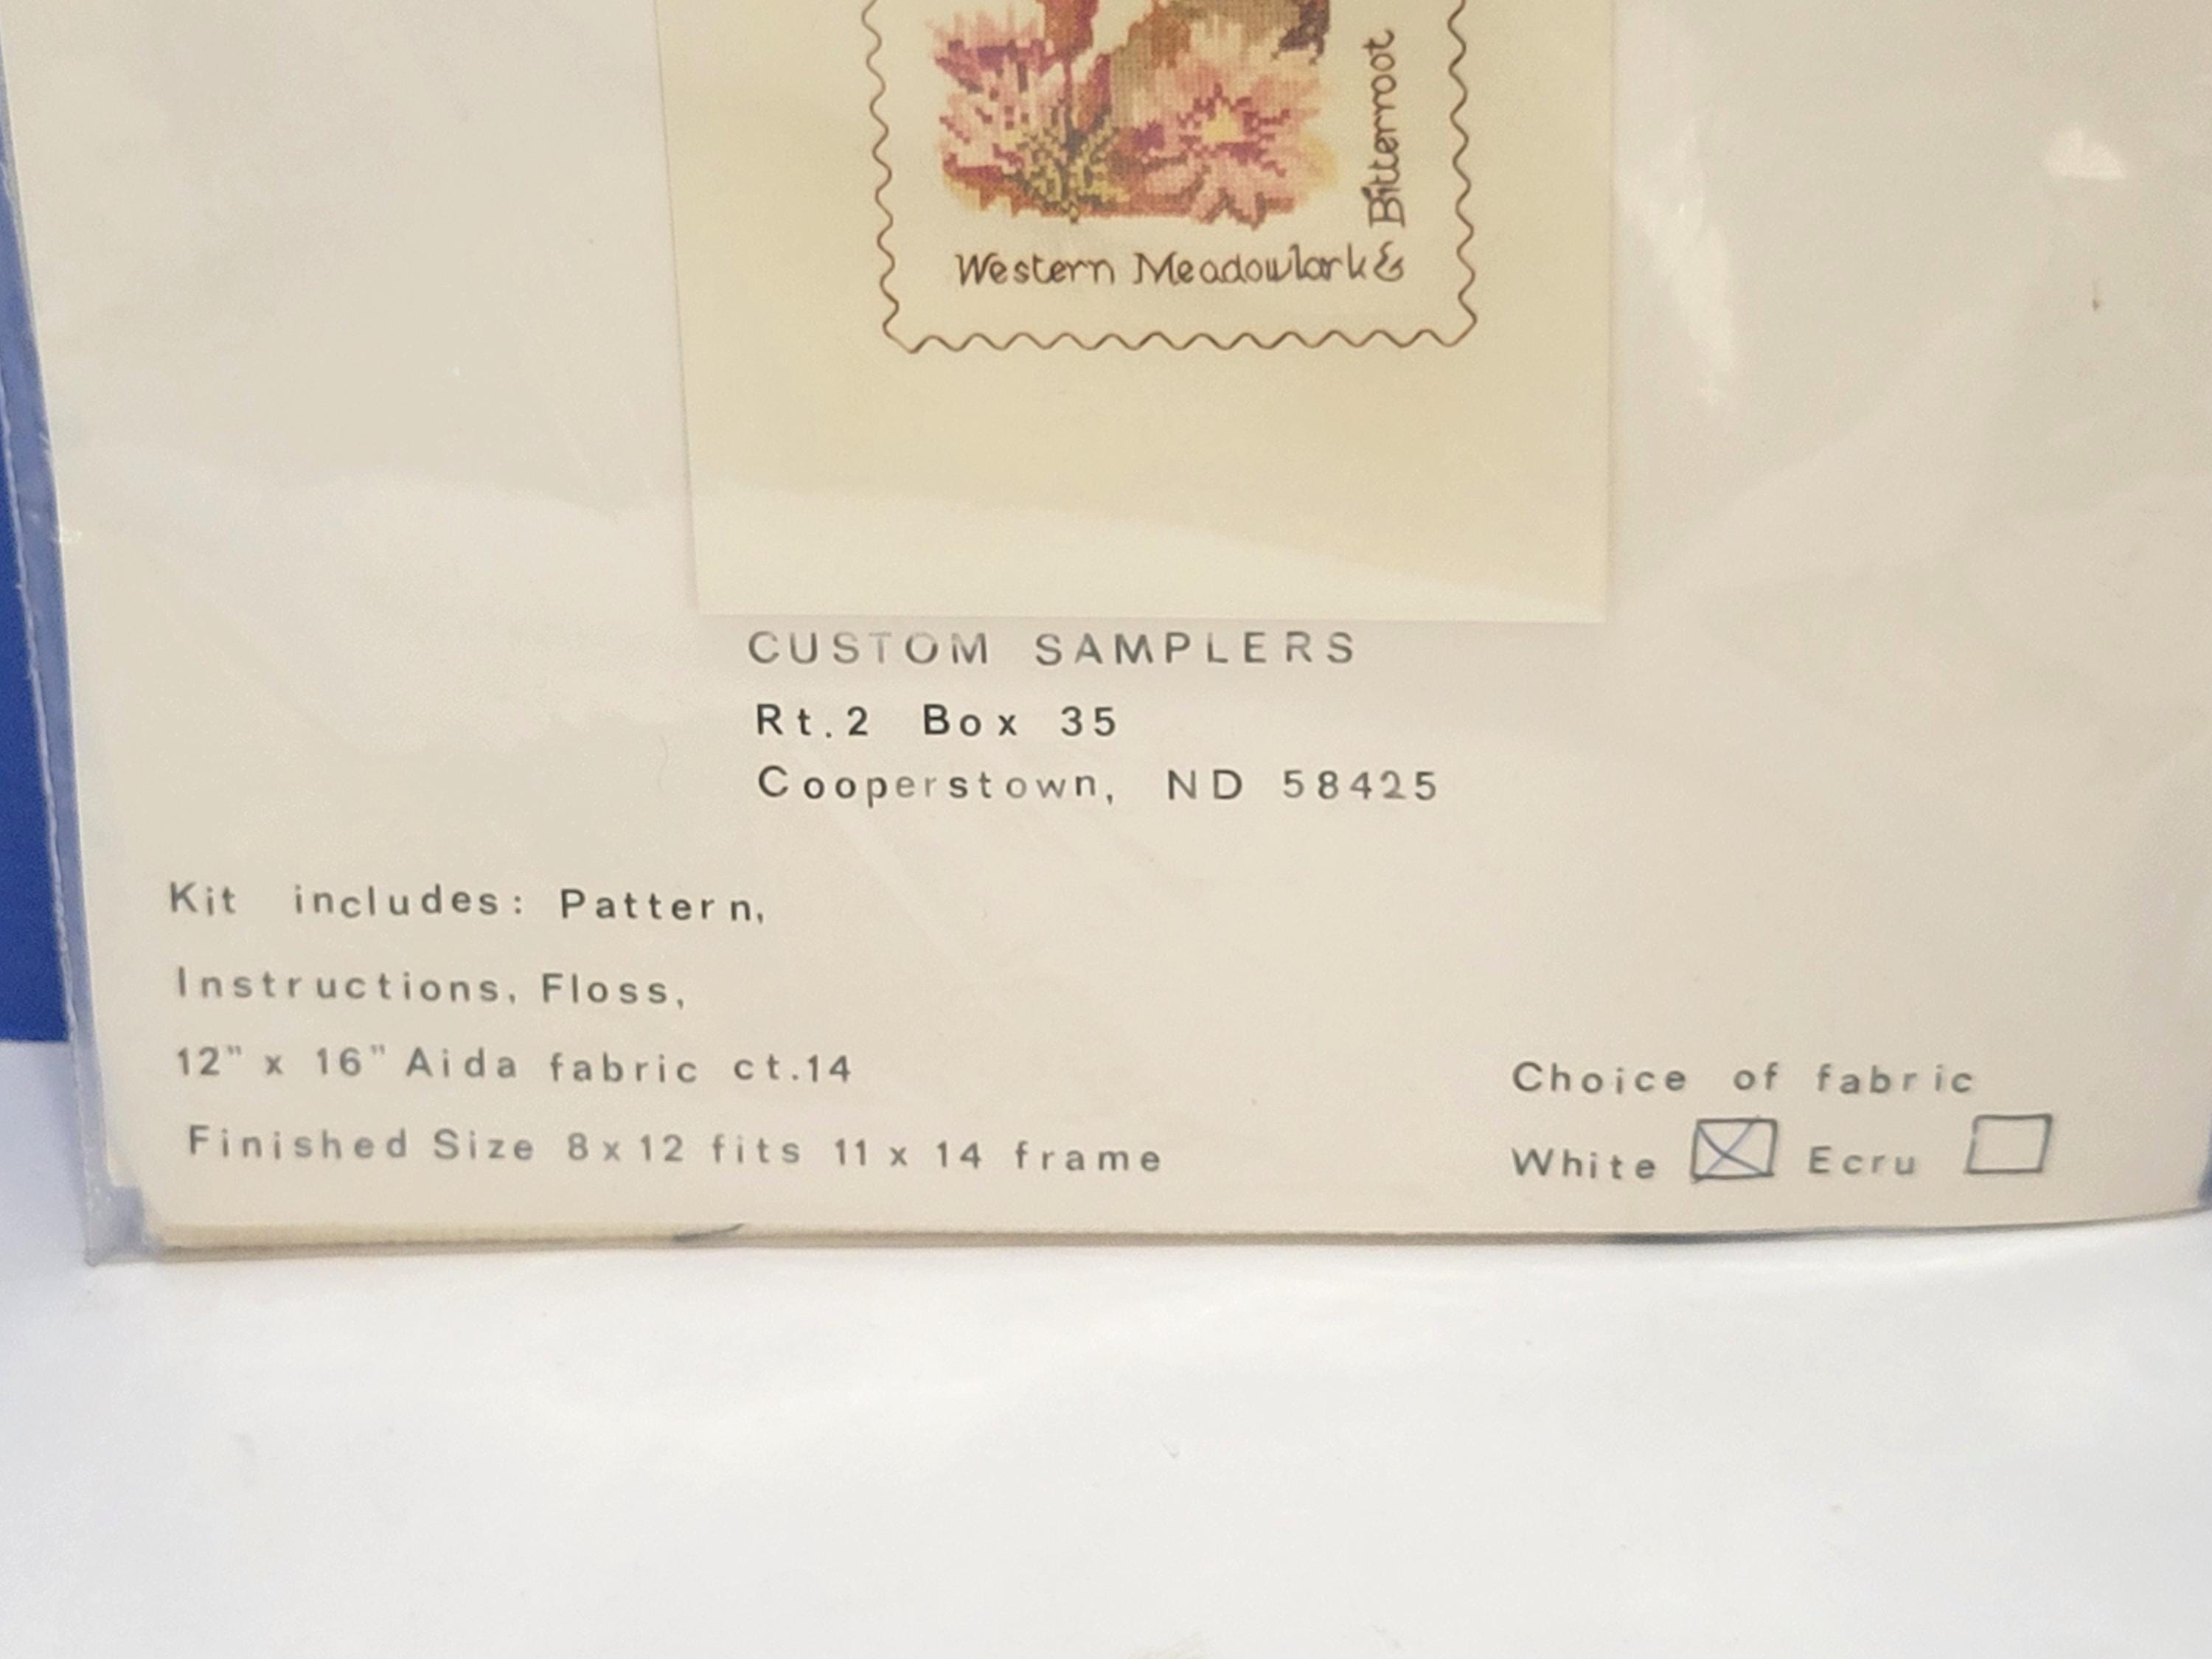 Western Meadowlark &
Bitterroot
CUSTOM SAMPLERS
Rt.2 Box 35
Cooperstown, ND 58425
Kit includes: Pattern,
Instructions, Floss,
12" x 16" Aida fabric ct.14
Finished Size 8x12 fits 11 x 14 frame
Choice of fabric
White Ecru